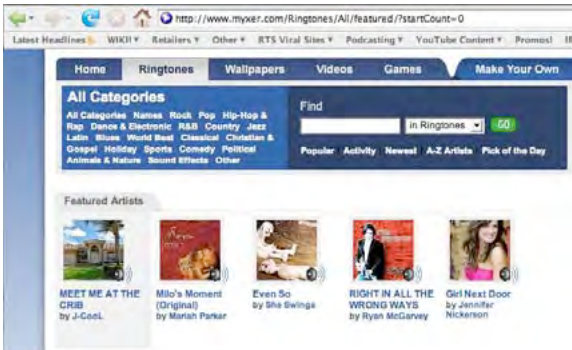 http://www.myxer.com/Ringtones/All/featured/?startCount=0
Latest Headlines WIKI Retailers Other RTS Viral Sites Podcasting YouTube Content Promos!
Home Ringtones Wallpapers Videos Games Make Your Own
All Categories
All Catagories Names Rock Pop Hip-Hop &
Rap Dance & Electronic R&B Country Jazz
Latin Blues World Beat Classical Christian &
Gospel Holiday Sports Comedy Political
Animals & Nature Sound Effects Other
Find
in Ringtones GO
Popular Activity Newest A-Z Artists Pick of the Day
Featured Artists
MEET ME AT THE
CRIB
by J-CooL
Milo's Moment
(Original)
by Mariah Parker
Even So
by She Swings
RIGHT IN ALL THE
WRONG WAYS
by Ryan McGarvey
Girl Next Door
by Jennifer
Nickerson